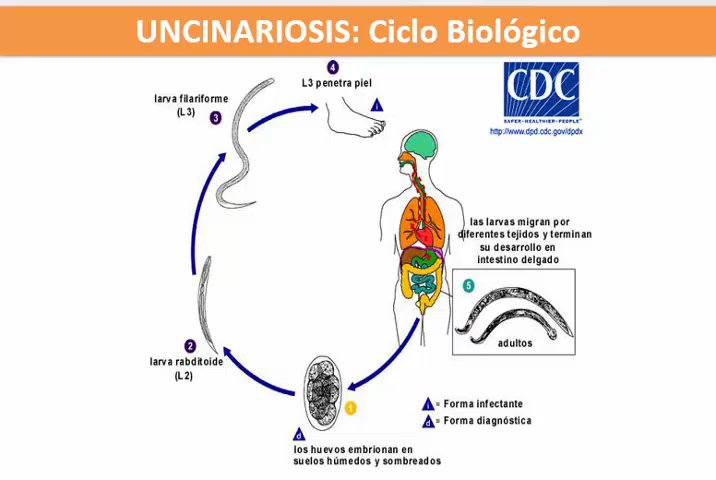 UNCINARIOSIS: Ciclo Biológico
4
L3 penetra piel
i
larva filariforme
(L3)
3
CDC
SAFER·HEALTHIER·PEOPLE™
http://www.dpd.cdc.gov/dpdx
las larvas migran por
diferentes tejidos y terminan
su desarrollo en
intestino delgado
5
adultos
2
larva rabditoide
(L2)
1
d
los huevos embrionan en
suelos húmedos y sombreados
i = Forma infectante
d = Forma diagnóstica